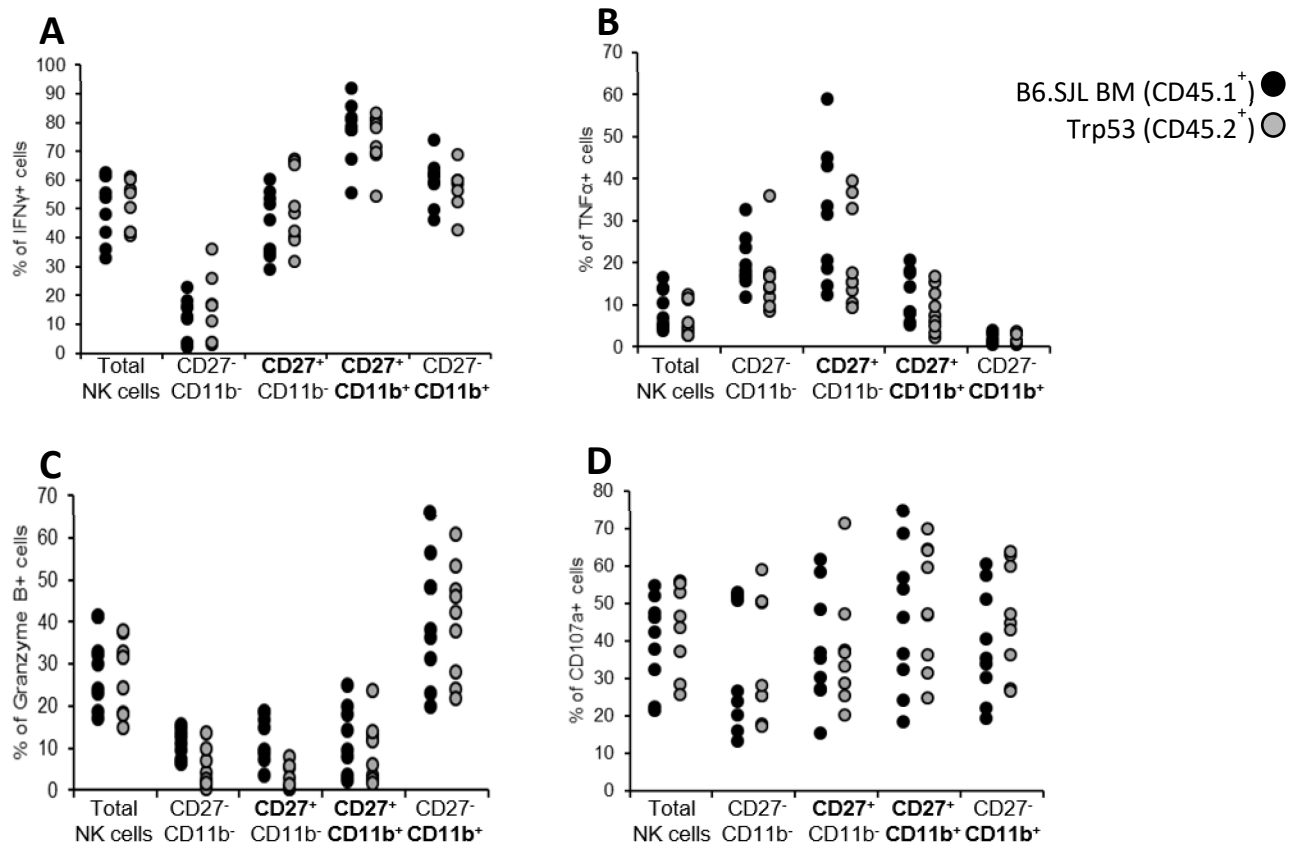 A
% of IFNγ+ cells
100
90
80
70
60
50
40
30
20
10
0
Total
NK cells
CD27-
CD11b-
CD27+
CD11b-
CD27+
CD11b+
CD27-
CD11b+
B
% of TNFα+ cells
70
60
50
40
30
20
10
0
Total
NK cells
CD27-
CD11b-
CD27+
CD11b-
CD27+
CD11b+
CD27-
CD11b+
B6.SJL BM (CD45.1+)
Trp53 (CD45.2+)
C
% of Granzyme B+ cells
70
60
50
40
30
20
10
0
Total
NK cells
CD27-
CD11b-
CD27+
CD11b-
CD27+
CD11b+
CD27-
CD11b+
D
% of CD107a+ cells
80
70
60
50
40
30
20
10
0
Total
NK cells
CD27-
CD11b-
CD27+
CD11b-
CD27+
CD11b+
CD27-
CD11b+